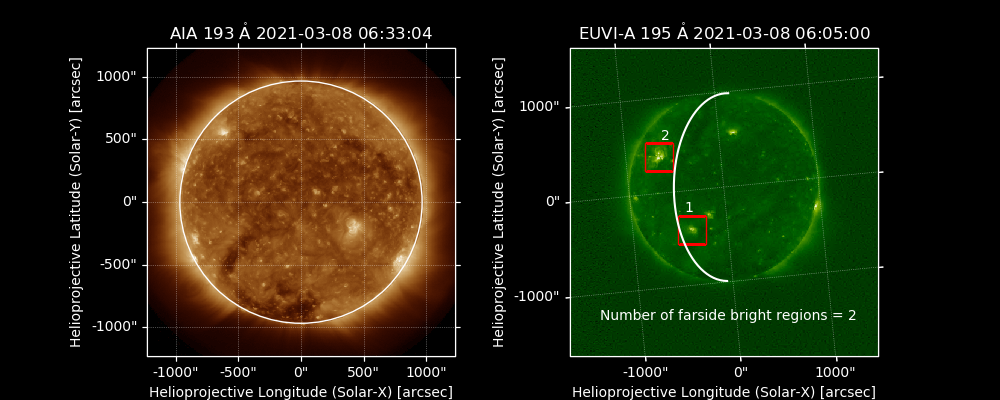 AIA 193 Å 2021-03-08 06:33:04
Helioprojective Latitude (Solar-Y) [arcsec]
1000"
500"
0"
-500"
-1000"
-1000" -500" 0" 500" 1000"
Helioprojective Longitude (Solar-X) [arcsec]
EUVI-A 195 Å 2021-03-08 06:05:00
Helioprojective Latitude (Solar-Y) [arcsec]
1000"
0"
-1000"
2
1
Number of farside bright regions = 2
-1000" 0" 1000"
Helioprojective Longitude (Solar-X) [arcsec]